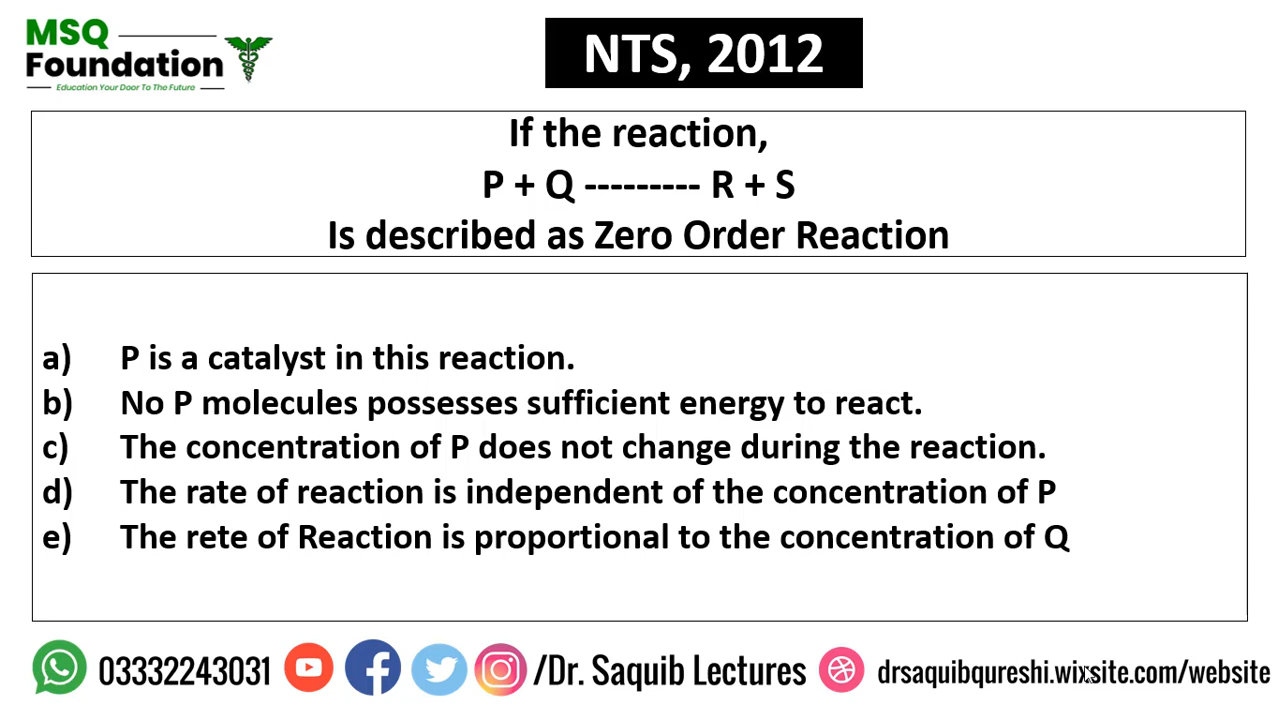 MSQ
Foundation
Education Your Door To The Future
NTS, 2012
If the reaction,
P + Q --------- R + S
Is described as Zero Order Reaction
a) P is a catalyst in this reaction.
b) No P molecules possesses sufficient energy to react.
c) The concentration of P does not change during the reaction.
d) The rate of reaction is independent of the concentration of P
e) The rete of Reaction is proportional to the concentration of Q
03332243031 /Dr. Saquib Lectures drsaquibqureshi.wixsite.com/website